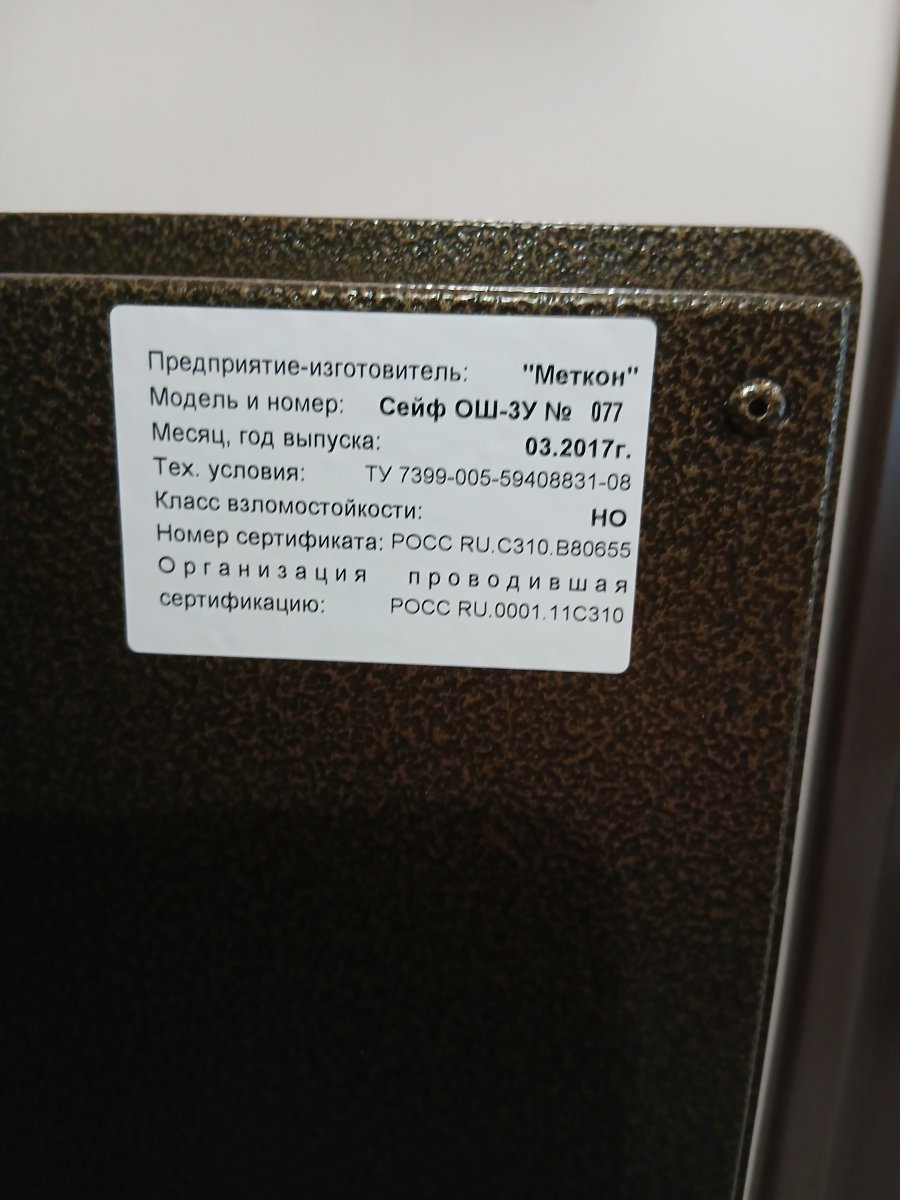 Предприятие-изготовитель: "Меткон"
Модель и номер: Сейф ОШ-3У № 077
Месяц, год выпуска: 03.2017г.
Тех. условия: ТУ 7399-005-59408831-08
Класс взломостойкости: НО
Номер сертификата: РОСС RU.С310.В80655
Организация проводившая
сертификацию: РОСС RU.0001.11С310